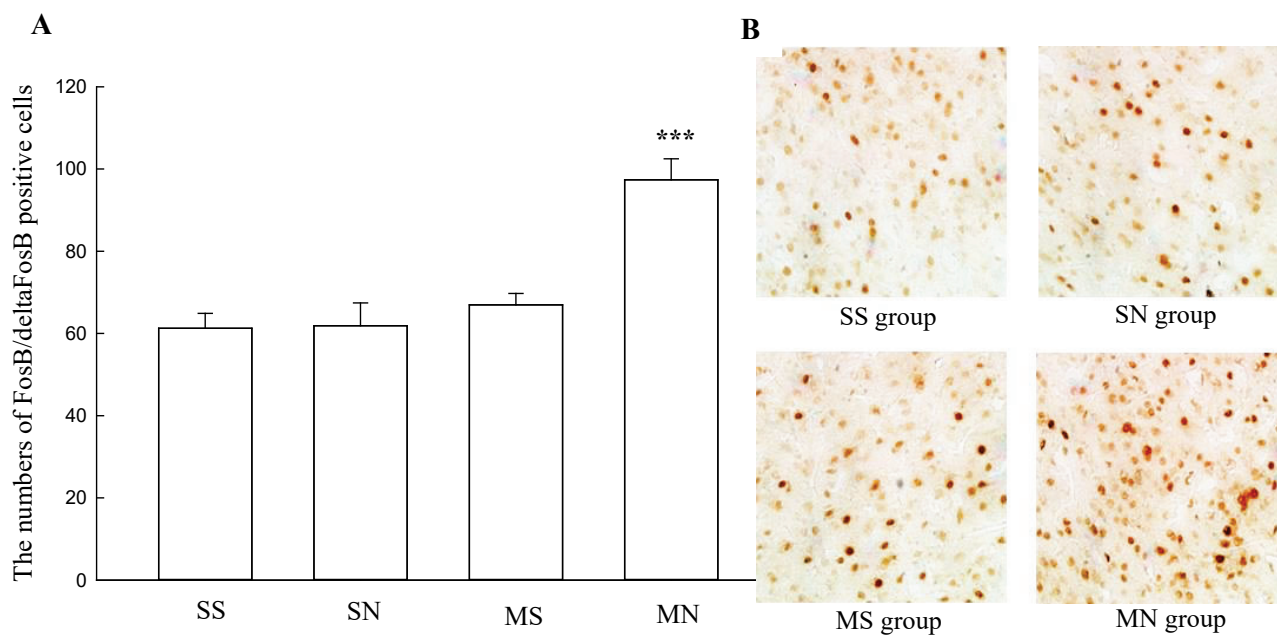 A
The numbers of FosB/deltaFosB positive cells
120
100
80
60
40
20
0
***
SS
SN
MS
MN
B
SS group
SN group
MS group
MN group